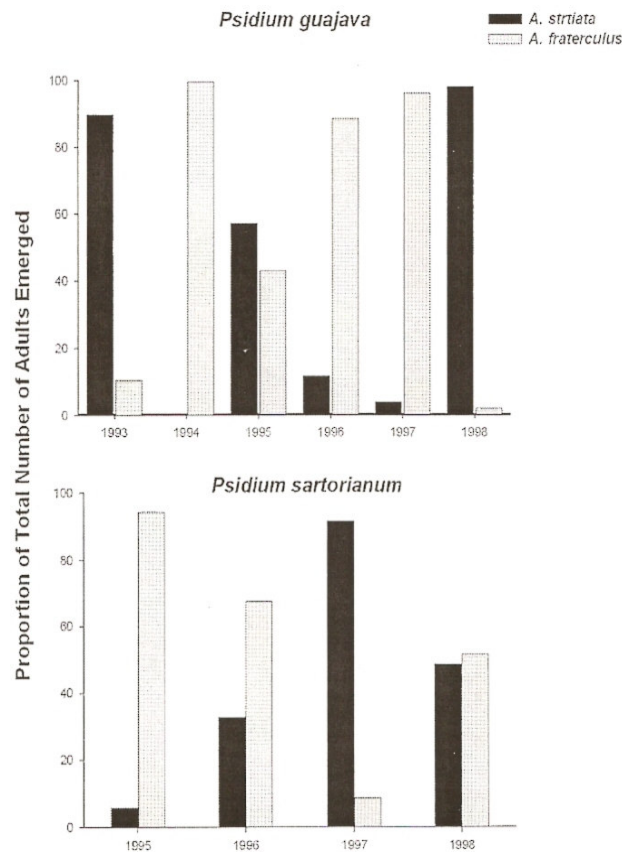 Psidium guajava
A. strtiata
A. fraterculus
Proportion of Total Number of Adults Emerged
100
80
60
40
20
0
1993 1994 1995 1996 1997 1998
Psidium sartorianum
100
80
60
40
20
0
1995 1996 1997 1998